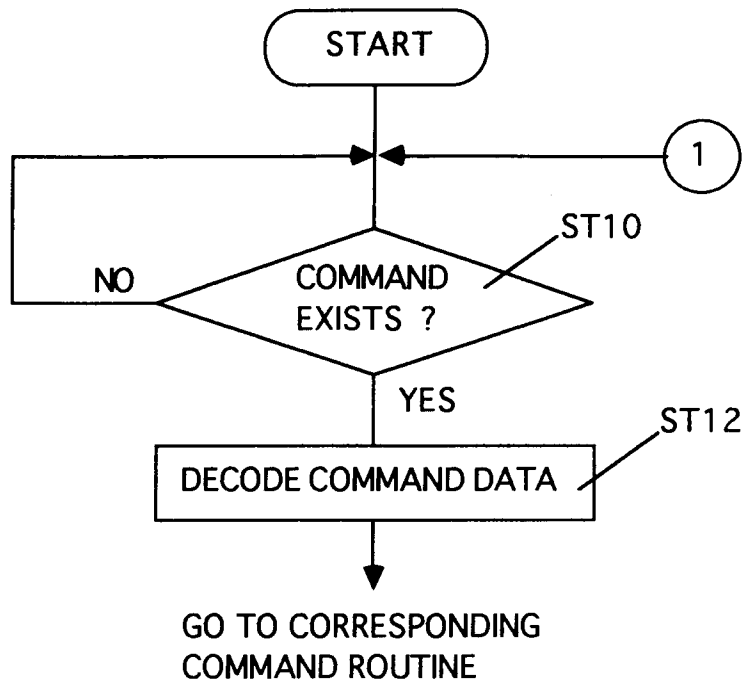 START
1
ST10
NO
COMMAND
EXISTS ?
YES
ST12
DECODE COMMAND DATA
GO TO CORRESPONDING
COMMAND ROUTINE